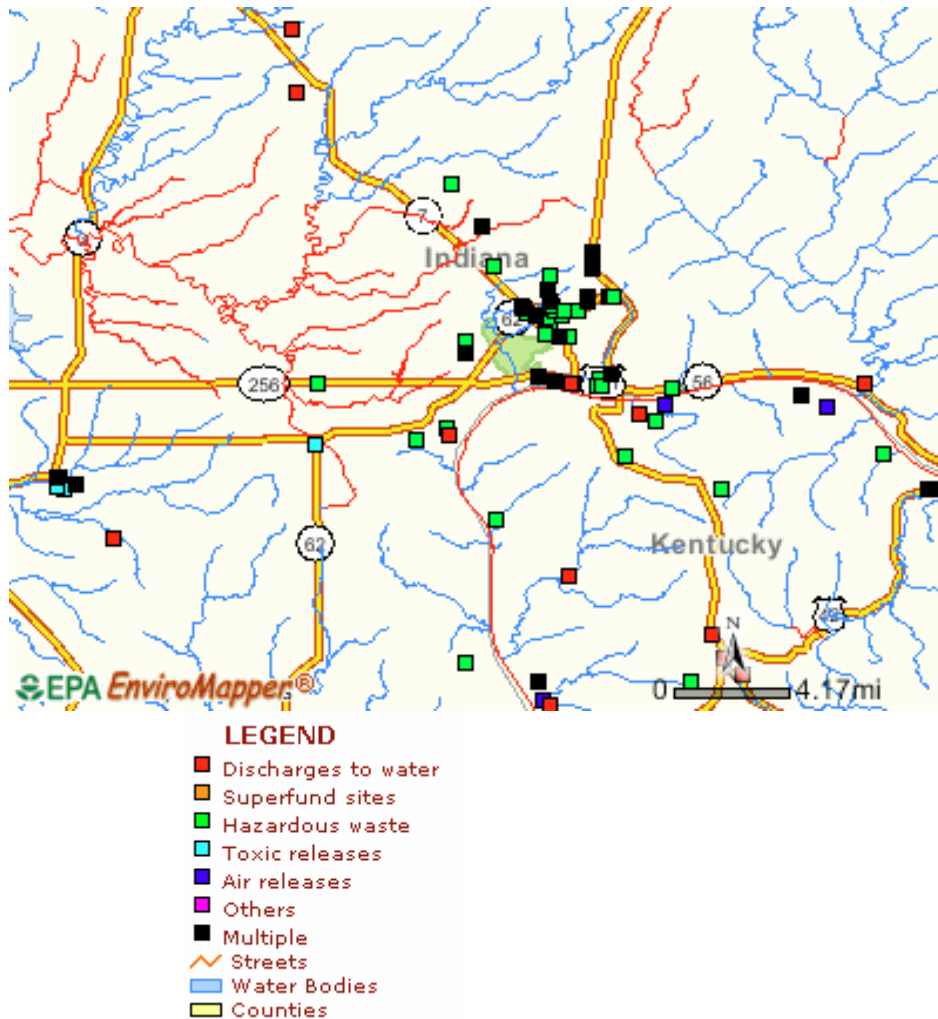 7
Indiana
62
256
56
62
Kentucky
42
N
EPA EnviroMapper®
0 4.17mi
LEGEND
Discharges to water
Superfund sites
Hazardous waste
Toxic releases
Air releases
Others
Multiple
Streets
Water Bodies
Counties